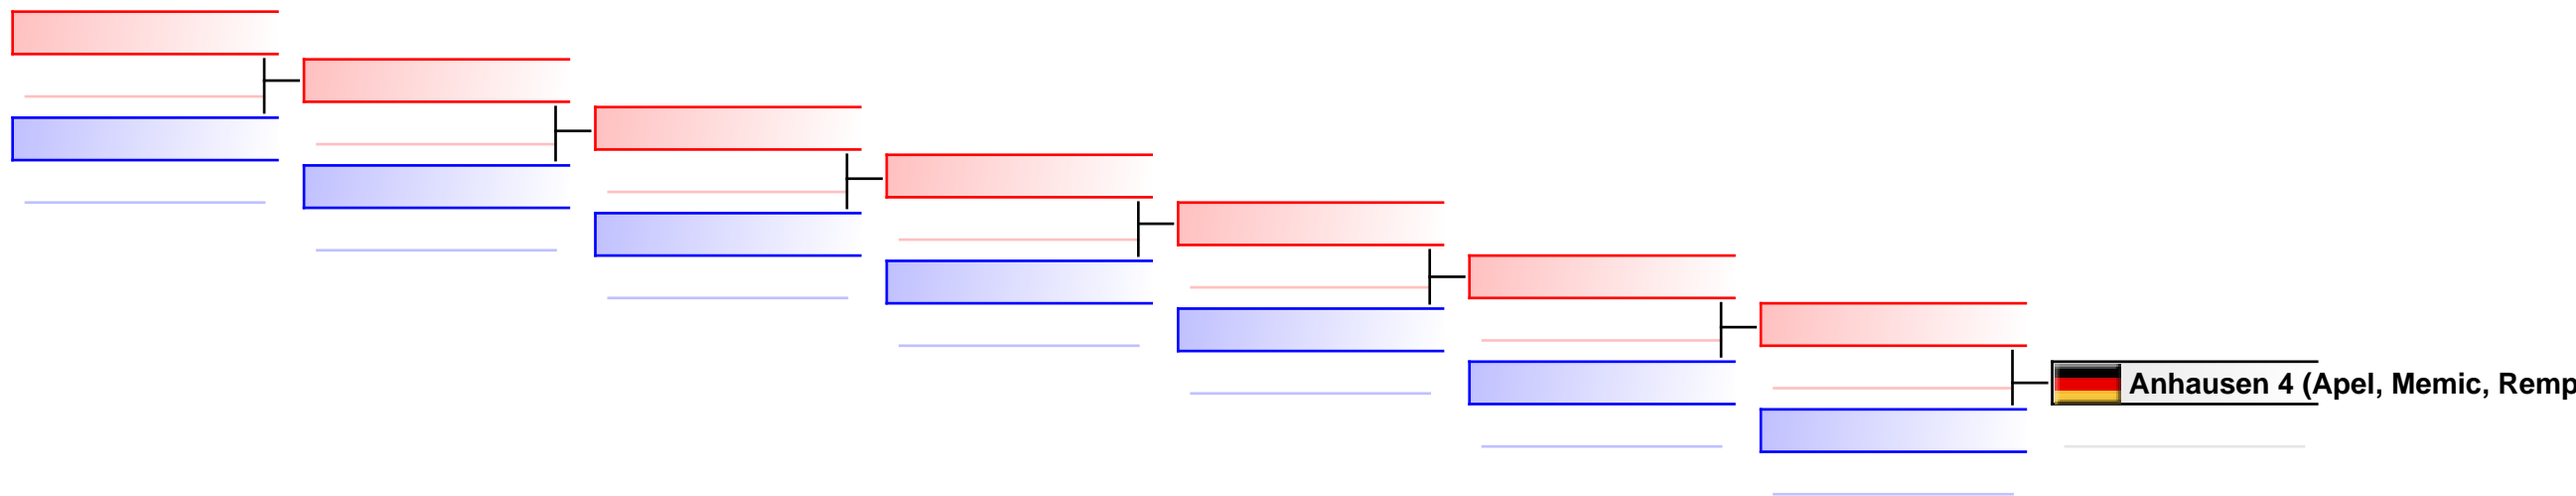 Anhausen 4 (Apel, Memic, Remp